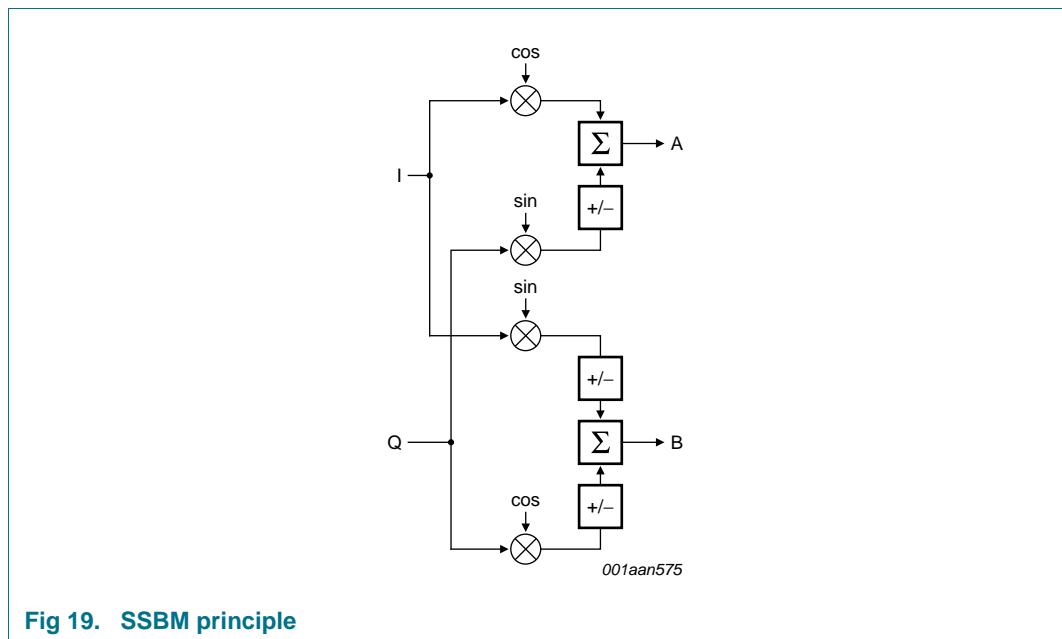 cos
Σ
A
I
+/−
sin
sin
+/−
Q
Σ
B
+/−
cos
001aan575
Fig 19. SSBM principle